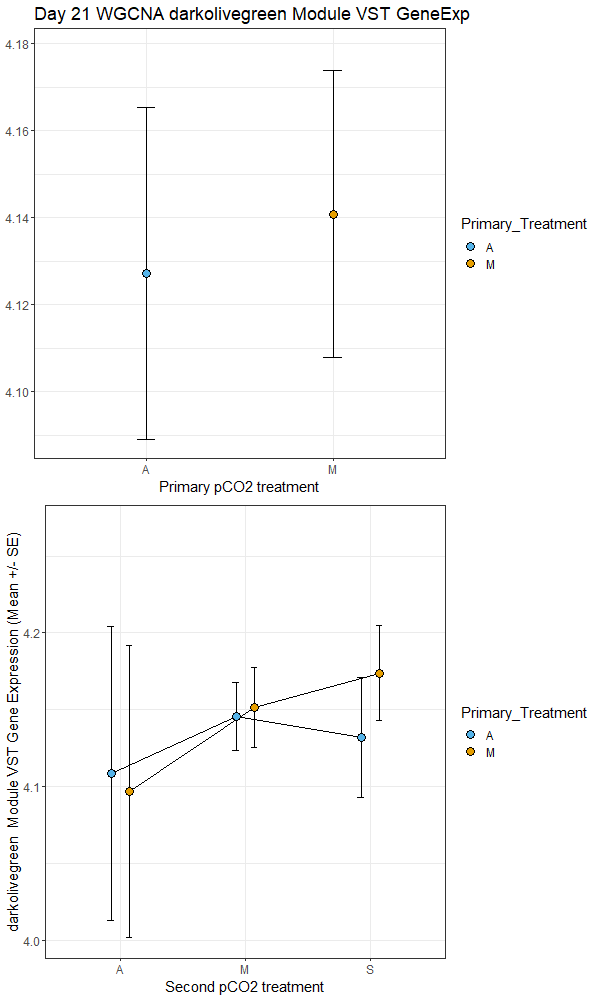 Day 21 WGCNA darkolivegreen Module VST GeneExp
4.18
4.16
4.14
4.12
4.10
A M
Primary pCO2 treatment
Primary_Treatment
A
M
darkolivegreen Module VST Gene Expression (Mean +/- SE)
4.2
4.1
4.0
A M S
Second pCO2 treatment
Primary_Treatment
A
M